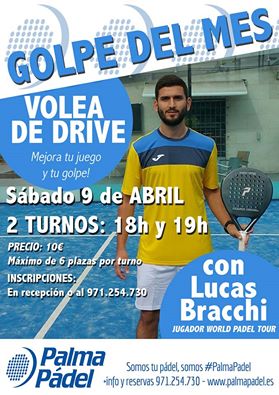 GOLPE DEL MES
VOLEA
DE DRIVE
Mejora tu juego
y tu golpe!
Sábado 9 de ABRIL
2 TURNOS: 18h y 19h
PRECIO: 10€
Máximo de 6 plazas por turno
INSCRIPCIONES:
En recepción o al 971.254.730
con
Lucas
Bracchi
JUGADOR WORLD PADEL TOUR
Palma
Pádel
Somos tu pádel, somos #PalmaPadel
+info y reservas 971.254.730 - www.palmapadel.es